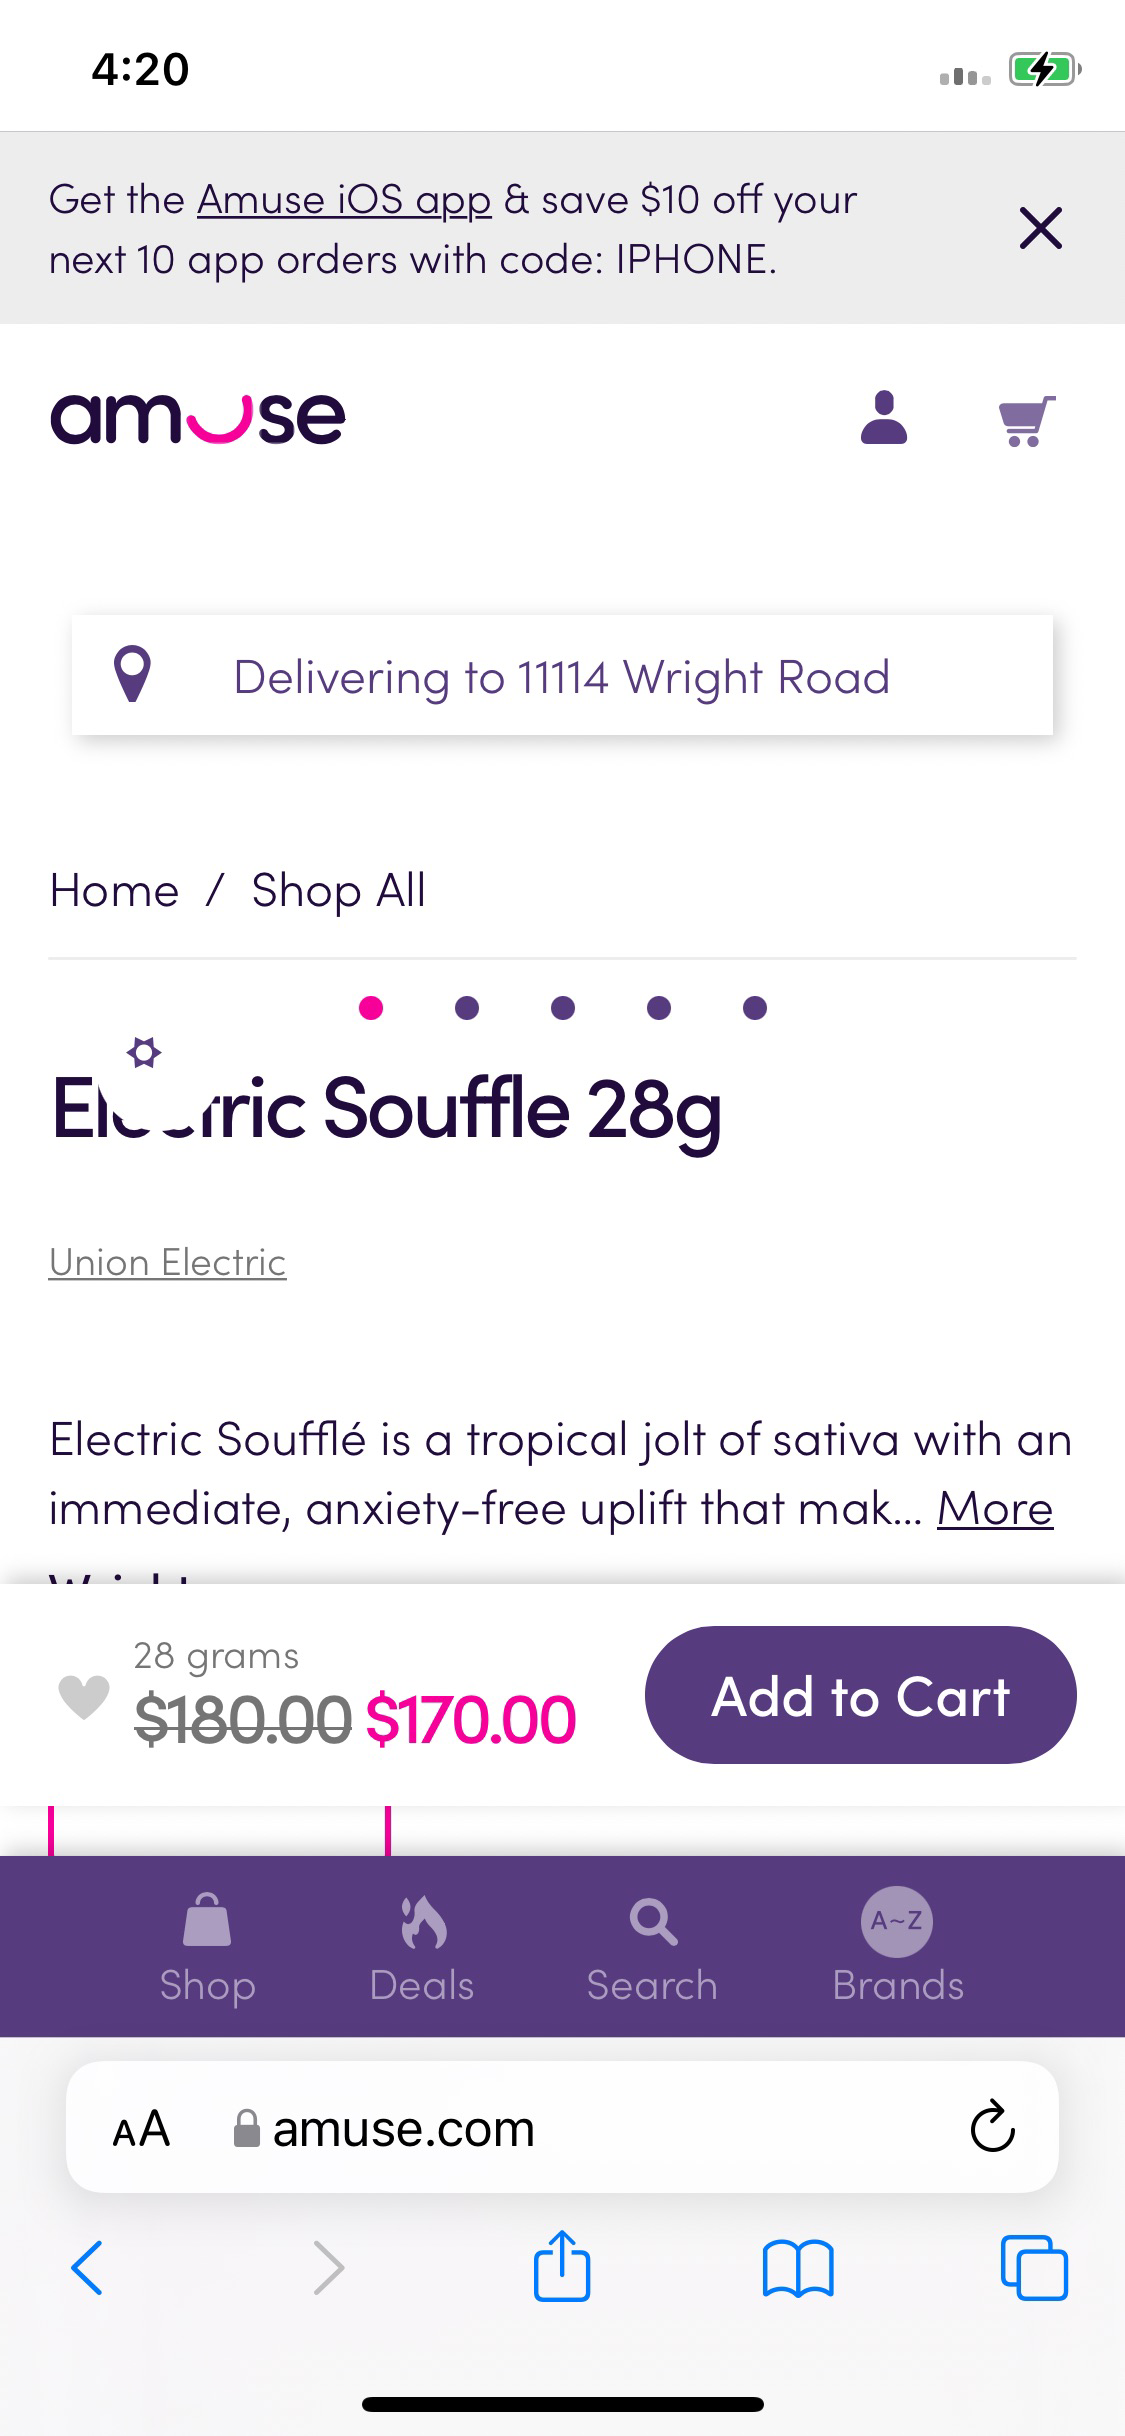 4:20
Get the Amuse iOS app & save $10 off your
next 10 app orders with code: IPHONE.
amuse
Delivering to 11114 Wright Road
Home / Shop All
Electric Souffle 28g
Union Electric
Electric Soufflé is a tropical jolt of sativa with an
immediate, anxiety-free uplift that mak... More
28 grams
$180.00 $170.00
Add to Cart
Shop Deals Search Brands
A~Z
AA amuse.com